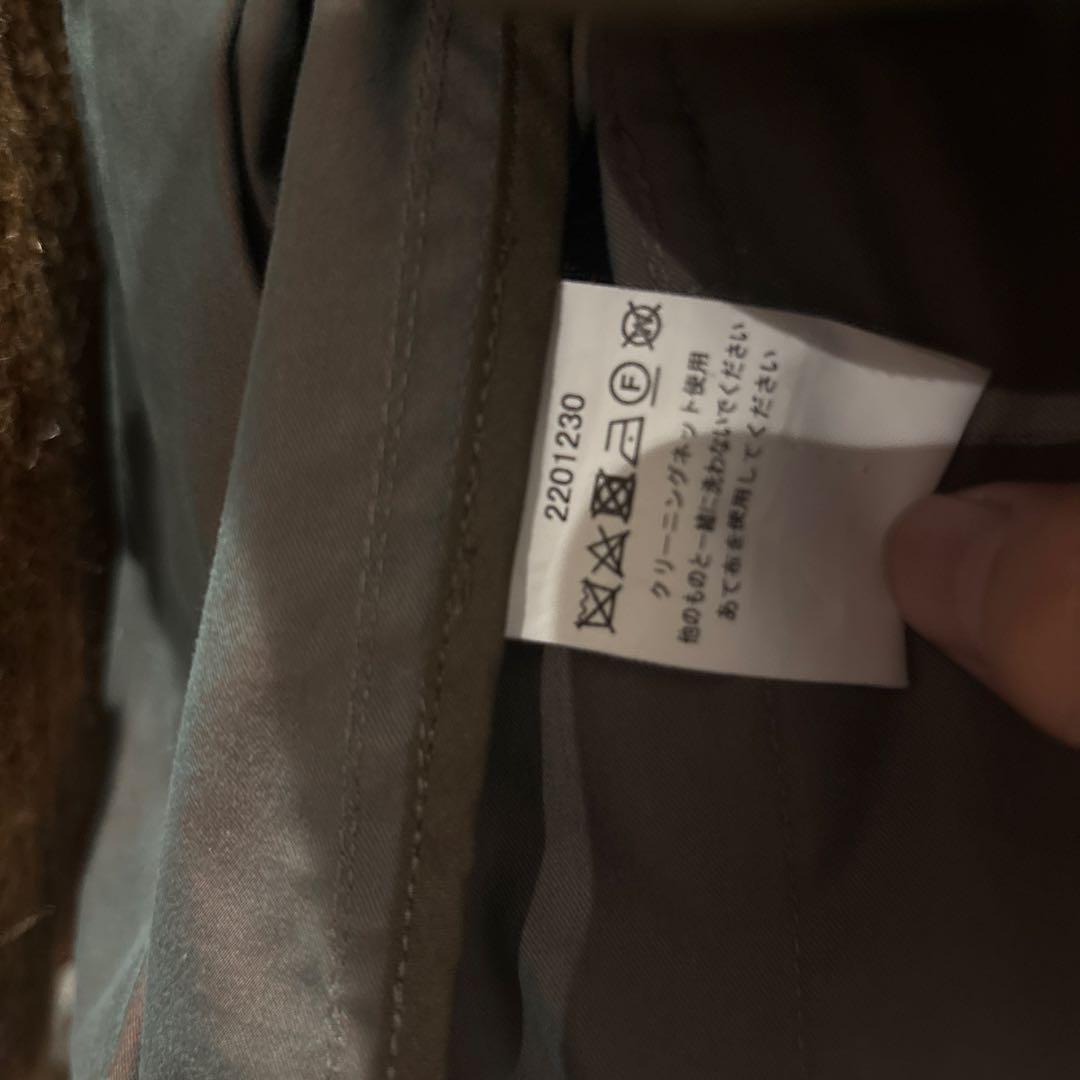 2201230
F W
クリーニングネット使用
他のものと一緒に洗わないでください
あて布を使用してください